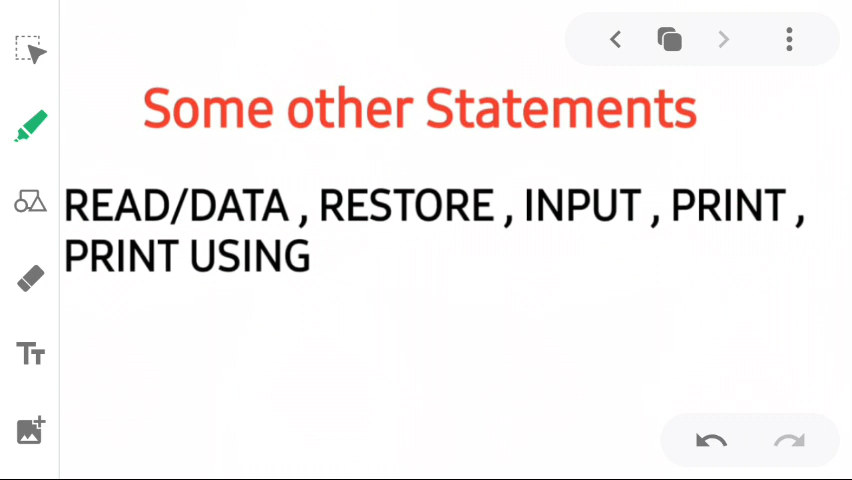 Some other Statements
READ/DATA , RESTORE , INPUT , PRINT ,
PRINT USING